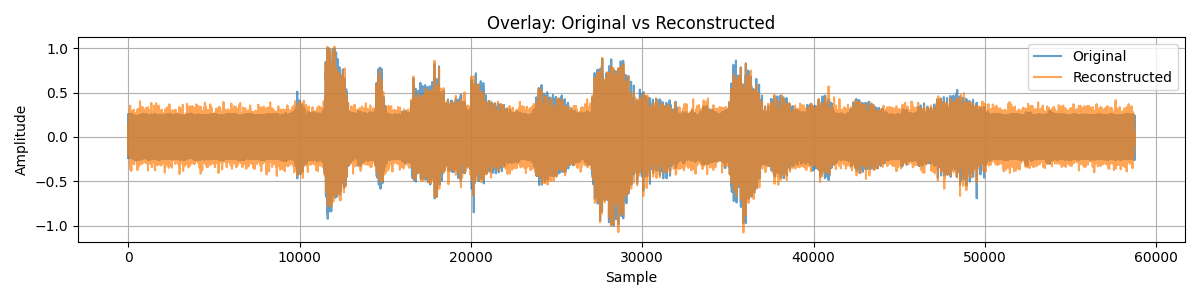 Overlay: Original vs Reconstructed
1.0
0.5
0.0
−0.5
−1.0
Amplitude
Original
Reconstructed
0 10000 20000 30000 40000 50000 60000
Sample